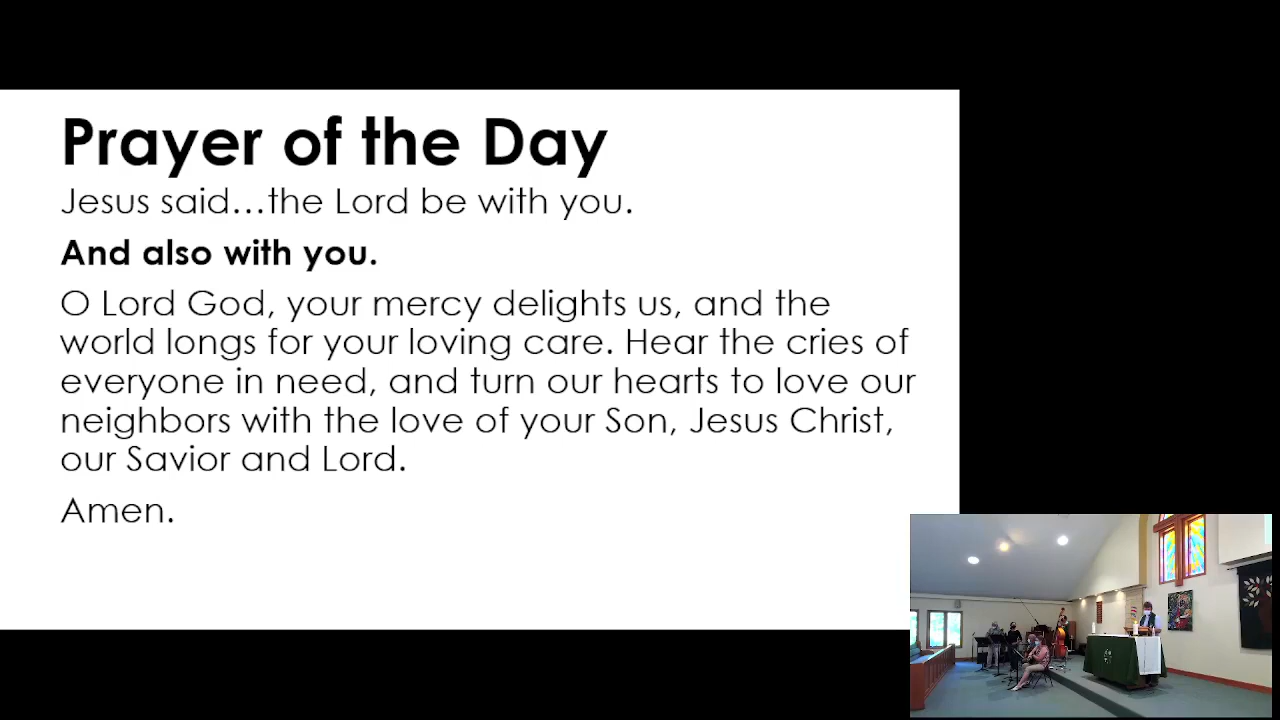 Prayer of the Day
Jesus said...the Lord be with you.
And also with you.
O Lord God, your mercy delights us, and the
world longs for your loving care. Hear the cries of
everyone in need, and turn our hearts to love our
neighbors with the love of your Son, Jesus Christ,
our Savior and Lord.
Amen.